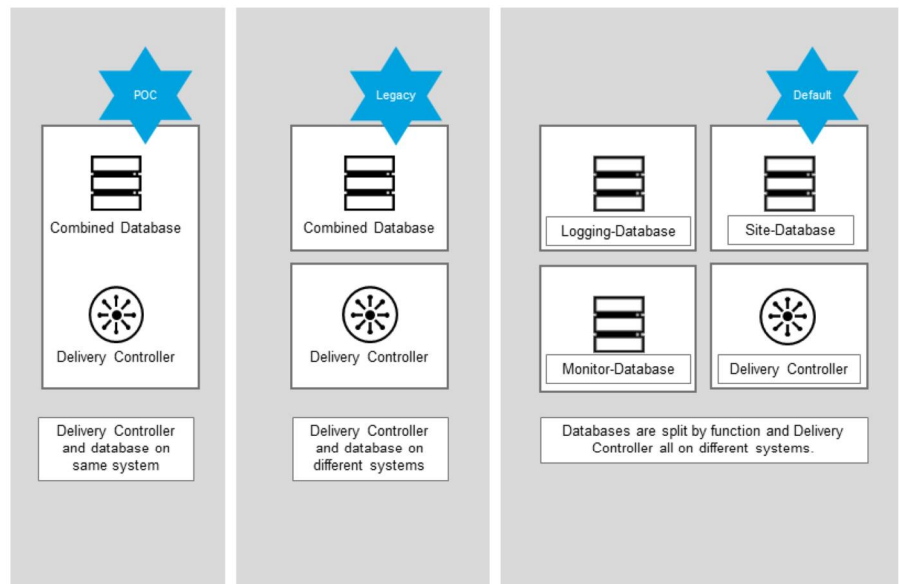 POC
Combined Database
Delivery Controller
Delivery Controller
and database on
same system
Legacy
Combined Database
Delivery Controller
Delivery Controller
and database on
different systems
Default
Logging-Database
Site-Database
Monitor-Database
Delivery Controller
Databases are split by function and Delivery
Controller all on different systems.